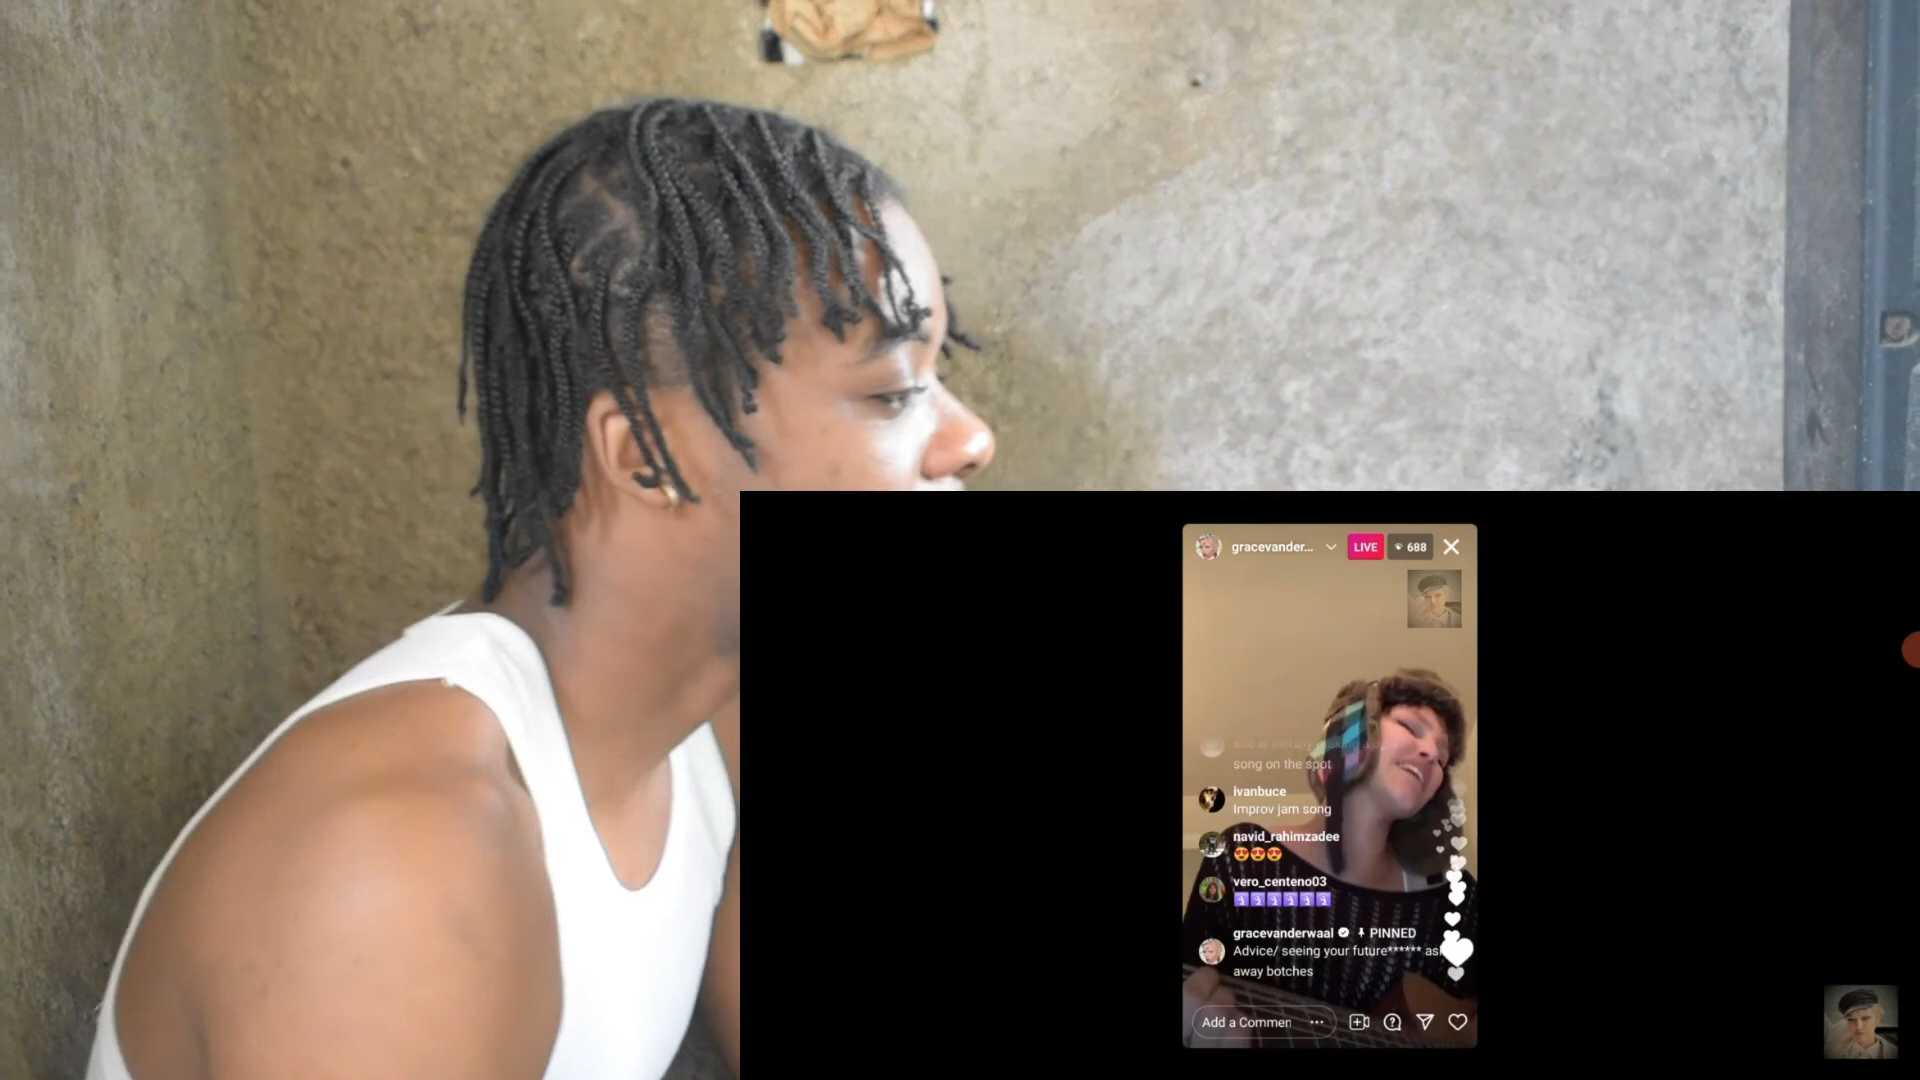 gracevander...
LIVE
688
song on the spot
ivanbuce
Improv jam song
navid_rahimzadee
😍😍😍
vero_centeno03
gracevanderwaal PINNED
Advice/ seeing your future****** as
away botches
Add a Commen